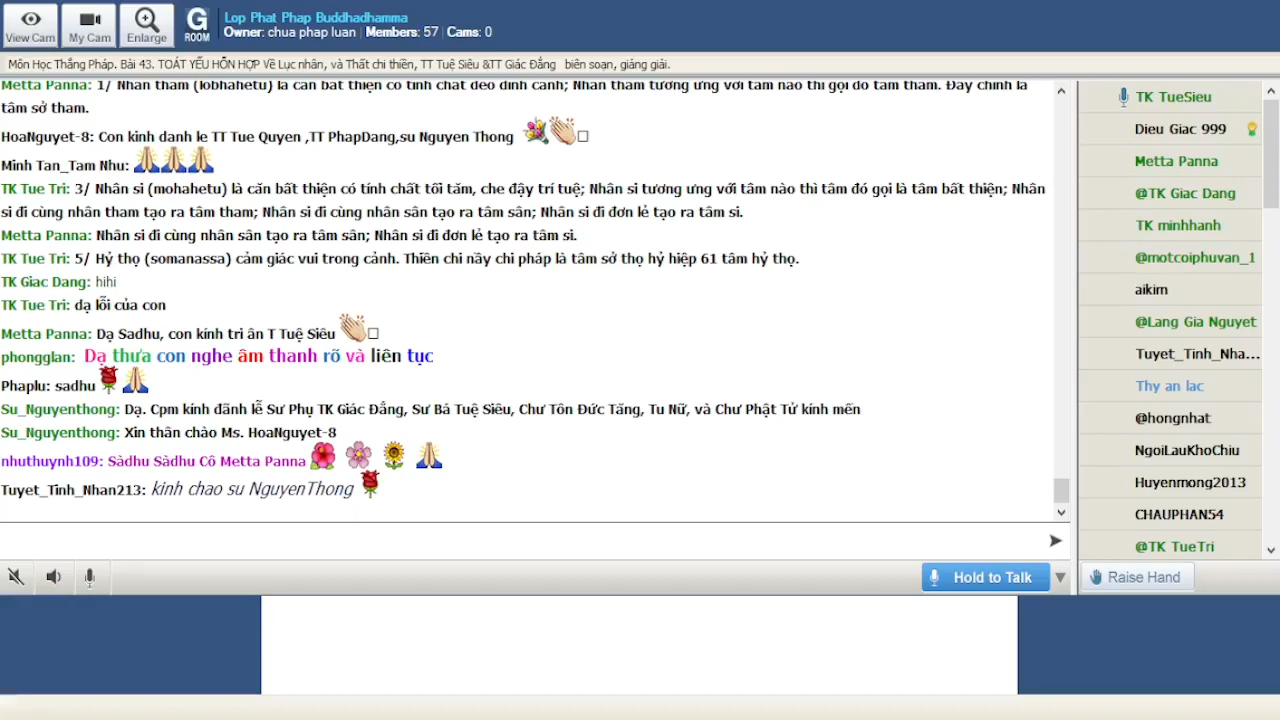 View Cam
My Cam
Enlarge
G
ROOM
Lop Phat Phap Buddhadhamma
Owner: chua phap luan | Members: 57 | Cams: 0
Môn Học Thắng Pháp. Bài 43. TOÁT YẾU HỖN HỢP Về Lục nhân, và Thất chi thiền, TT Tuệ Siêu &TT Giác Đẳng biên soạn, giảng giải.
Metta Panna: 1/ Nhân tham (lobhahetu) là căn bất thiện có tính chất dẽo dính cảnh; Nhân tham tương ưng với tâm nào thì gọi đó tâm tham. Đây chính là
tâm sở tham.
HoaNguyet-8: Con kinh danh le TT Tue Quyen ,TT PhapDang,su Nguyen Thong
Minh Tan_Tam Nhu:
TK Tue Tri: 3/ Nhân si (mohahetu) là căn bất thiện có tính chất tối tăm, che đậy trí tuệ; Nhân si tương ưng với tâm nào thì tâm đó gọi là tâm bất thiện; Nhân
si đi cùng nhân tham tạo ra tâm tham; Nhân si đi cùng nhân sân tạo ra tâm sân; Nhân si đi đơn lẻ tạo ra tâm si.
Metta Panna: Nhân si đi cùng nhân sân tạo ra tâm sân; Nhân si đi đơn lẻ tạo ra tâm si.
TK Tue Tri: 5/ Hỷ thọ (somanassa) cảm giác vui trong cảnh. Thiền chi nầy chi pháp là tâm sở thọ hỷ hiệp 61 tâm hỷ thọ.
TK Giac Dang: hihi
TK Tue Tri: dạ lỗi của con
Metta Panna: Dạ Sadhu, con kính tri ân T Tuệ Siêu
phongglan: Dạ thưa con nghe âm thanh rõ và liên tục
Phaplu: sadhu
Su_Nguyenthong: Dạ. Cpm kính đãnh lễ Sư Phụ TK Giác Đẳng, Sư Bá Tuệ Siêu, Chư Tôn Đức Tăng, Tu Nữ, và Chư Phật Tử kính mến
Su_Nguyenthong: Xin thân chào Ms. HoaNguyet-8
nhuthuynh109: Sàdhu Sàdhu Cô Metta Panna
Tuyet_Tinh_Nhan213: kinh chao su NguyenThong
Hold to Talk
TK TueSieu
Dieu Giac 999
Metta Panna
@TK Giac Dang
TK minhhanh
@motcoiphuvan_1
aikim
@Lang Gia Nguyet
Tuyet_Tinh_Nha...
Thy an lac
@hongnhat
NgoiLauKhoChiu
Huyenmong2013
CHAUPHAN54
@TK TueTri
Raise Hand